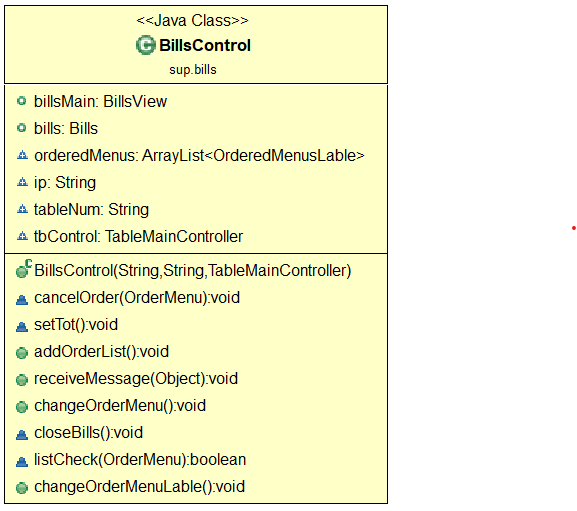 <<Java Class>>
BillsControl
sup.bills
billsMain: BillsView
bills: Bills
orderedMenus: ArrayList<OrderedMenusLable>
ip: String
tableNum: String
tbControl: TableMainController
BillsControl(String,String,TableMainController)
cancelOrder(OrderMenu):void
setTot():void
addOrderList():void
receiveMessage(Object):void
changeOrderMenu():void
closeBills():void
listCheck(OrderMenu):boolean
changeOrderMenuLable():void